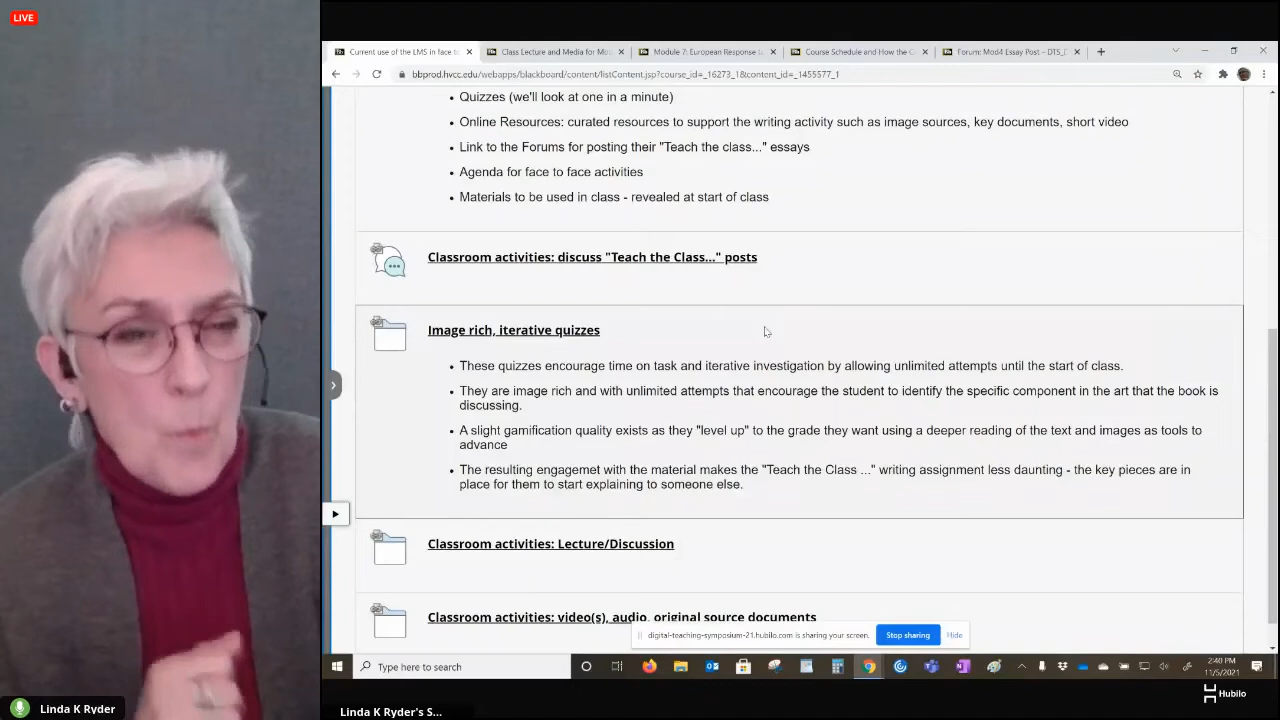 LIVE
Current use of the LMS in face to
Class Lecture and Media for Mo
Module 7: European Response t
Course Schedule and How the C
Forum: Mod4 Essay Post – DTS_D
bbprod.hvcc.edu/webapps/blackboard/content/listContent.jsp?course_id=_16273_1&content_id=_1455577_1
• Quizzes (we'll look at one in a minute)
• Online Resources: curated resources to support the writing activity such as image sources, key documents, short video
• Link to the Forums for posting their "Teach the class..." essays
• Agenda for face to face activities
• Materials to be used in class - revealed at start of class
Classroom activities: discuss "Teach the Class..." posts
Image rich, iterative quizzes
• These quizzes encourage time on task and iterative investigation by allowing unlimited attempts until the start of class.
• They are image rich and with unlimited attempts that encourage the student to identify the specific component in the art that the book is
discussing.
• A slight gamification quality exists as they "level up" to the grade they want using a deeper reading of the text and images as tools to
advance
• The resulting engagemet with the material makes the "Teach the Class ..." writing assignment less daunting - the key pieces are in
place for them to start explaining to someone else.
Classroom activities: Lecture/Discussion
Classroom activities: video(s), audio, original source documents
digital-teaching-symposium-21.hubilo.com is sharing your screen.
Stop sharing
Hide
Type here to search
2:40 PM
11/5/2021
Hubilo
Linda K Ryder
Linda K Ryder's S...